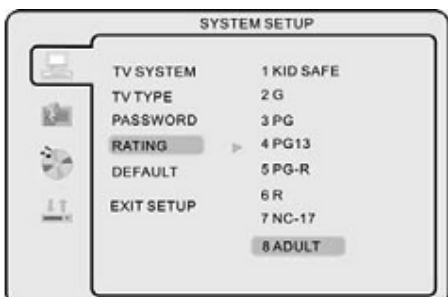 SYSTEM SETUP
TV SYSTEM
TV TYPE
PASSWORD
RATING
DEFAULT
EXIT SETUP
1 KID SAFE
2 G
3 PG
4 PG13
5 PG-R
6 R
7 NC-17
8 ADULT